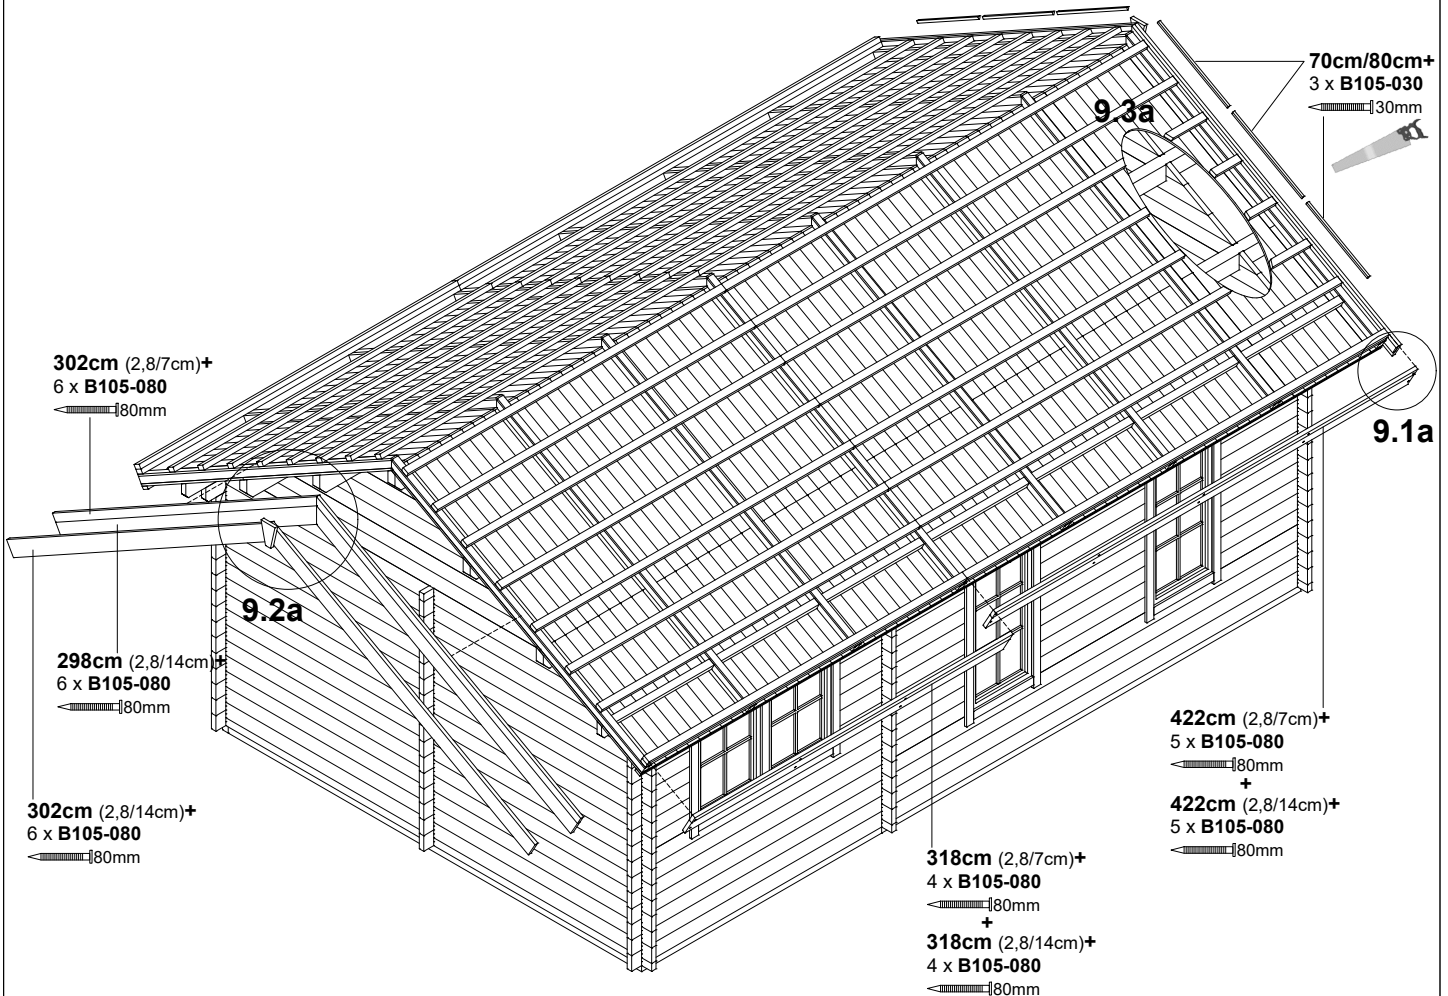 70cm/80cm+
3 x B105-030
30mm
9.3a
302cm (2,8/7cm)+
6 x B105-080
80mm
9.1a
9.2a
298cm (2,8/14cm)+
6 x B105-080
80mm
302cm (2,8/14cm)+
6 x B105-080
80mm
422cm (2,8/7cm)+
5 x B105-080
80mm
+
422cm (2,8/14cm)+
5 x B105-080
80mm
318cm (2,8/7cm)+
4 x B105-080
80mm
+
318cm (2,8/14cm)+
4 x B105-080
80mm